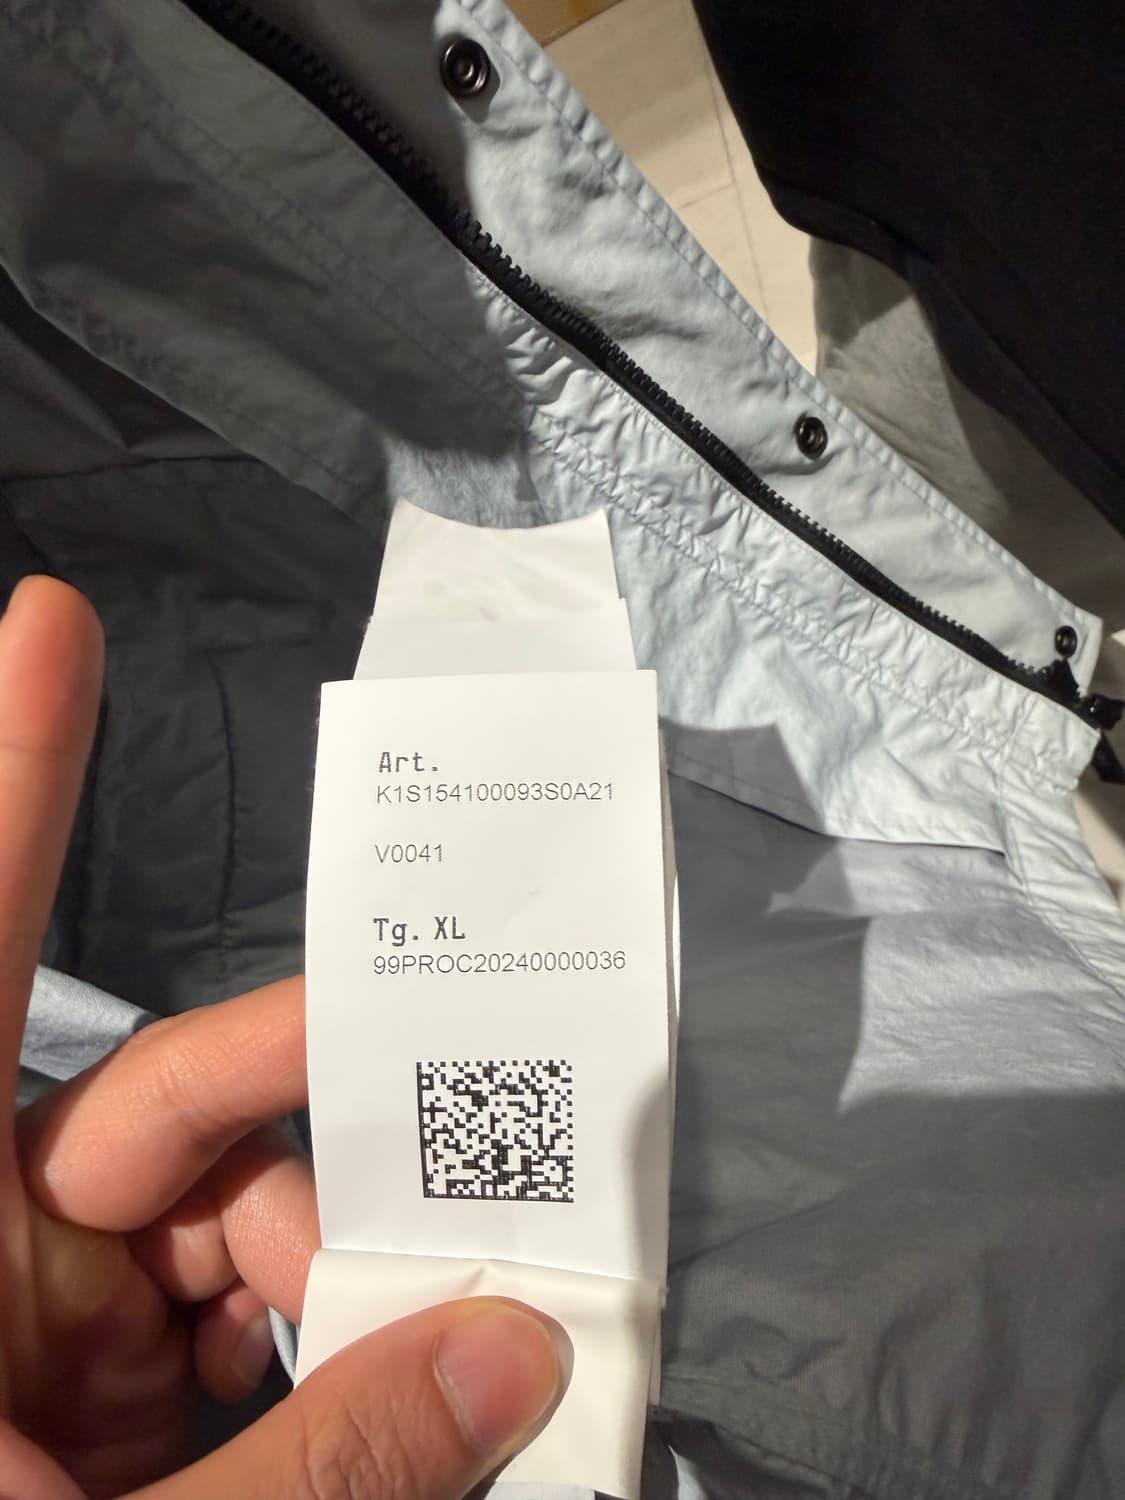 Art.
K1S154100093S0A21
V0041
Tg. XL
99PROC20240000036